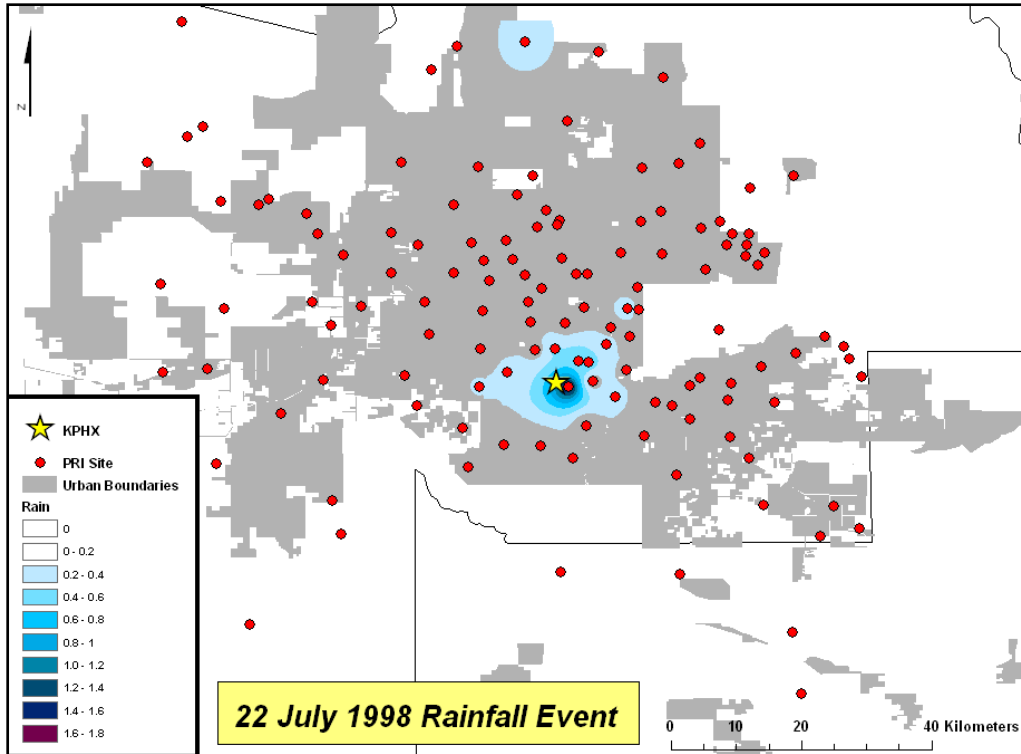 N
KPHX
PRI Site
Urban Boundaries
Rain
0
0 - 0.2
0.2 - 0.4
0.4 - 0.6
0.6 - 0.8
0.8 - 1
1.0 - 1.2
1.2 - 1.4
1.4 - 1.6
1.6 - 1.8
22 July 1998 Rainfall Event
0 10 20 40 Kilometers